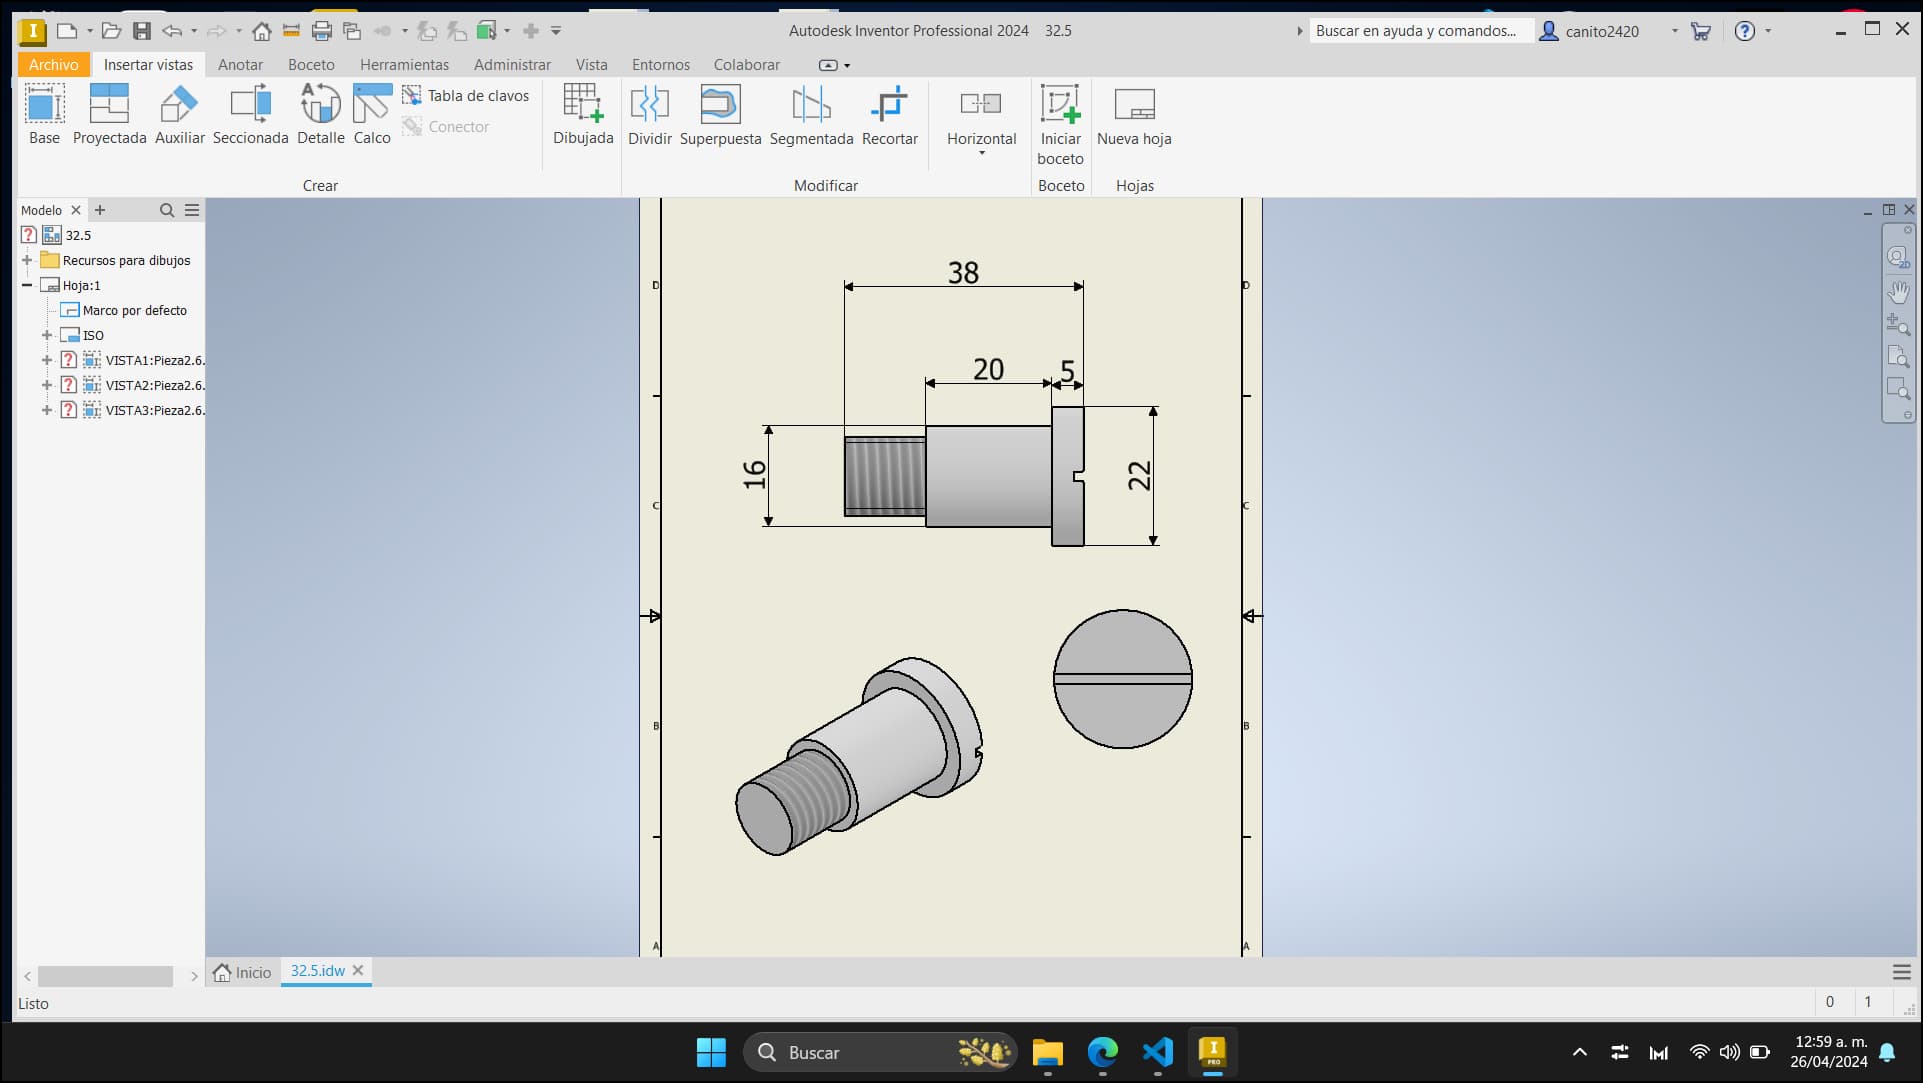 Autodesk Inventor Professional 2024 32.5
Buscar en ayuda y comandos...
canito2420
Archivo
Insertar vistas
Anotar
Boceto
Herramientas
Administrar
Vista
Entornos
Colaborar
Base
Proyectada
Auxiliar
Seccionada
Detalle
Calco
Tabla de clavos
Conector
Dibujada
Dividir
Superpuesta
Segmentada
Recortar
Horizontal
Iniciar
boceto
Nueva hoja
Crear
Modificar
Boceto
Hojas
Modelo
32.5
Recursos para dibujos
Hoja:1
Marco por defecto
ISO
VISTA1:Pieza2.6.
VISTA2:Pieza2.6.
VISTA3:Pieza2.6.
38
20
5
16
22
D
D
C
C
B
B
A
A
2D
Inicio
32.5.idw
Listo
0
1
Buscar
I
PRO
12:59 a. m.
26/04/2024